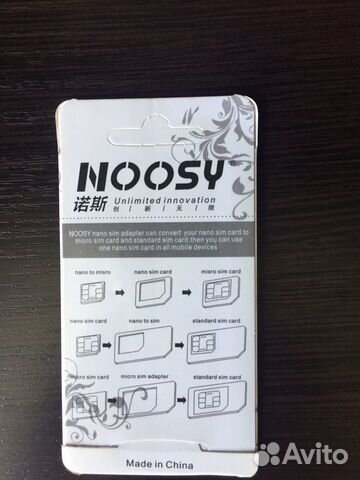 NOOSY®
诺斯 Unlimited innovation
创 / 新 / 无 / 限
NOOSY nano sim adapter can convert your nano sim card to
micro sim card and standard sim card,then you can use
one nano sim card in all mobile devices
nano to misro nano sim card micro sim card
nano sim card nano to sim standard sim card
micro sim card micro sim adapter standard sim card
Made in China
Avito